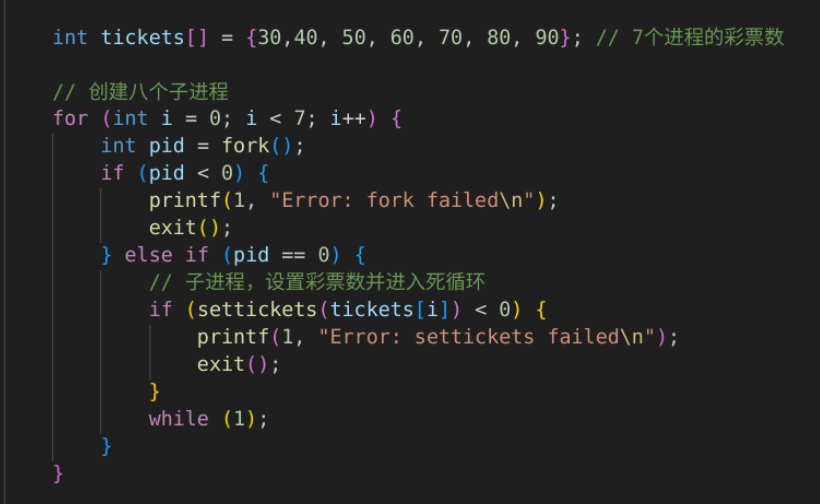 int tickets[] = {30,40, 50, 60, 70, 80, 90}; // 7个进程的彩票数
// 创建八个子进程
for (int i = 0; i < 7; i++) {
int pid = fork();
if (pid < 0) {
printf(1, "Error: fork failed\n");
exit();
} else if (pid == 0) {
// 子进程，设置彩票数并进入死循环
if (settickets(tickets[i]) < 0) {
printf(1, "Error: settickets failed\n");
exit();
}
while (1);
}
}